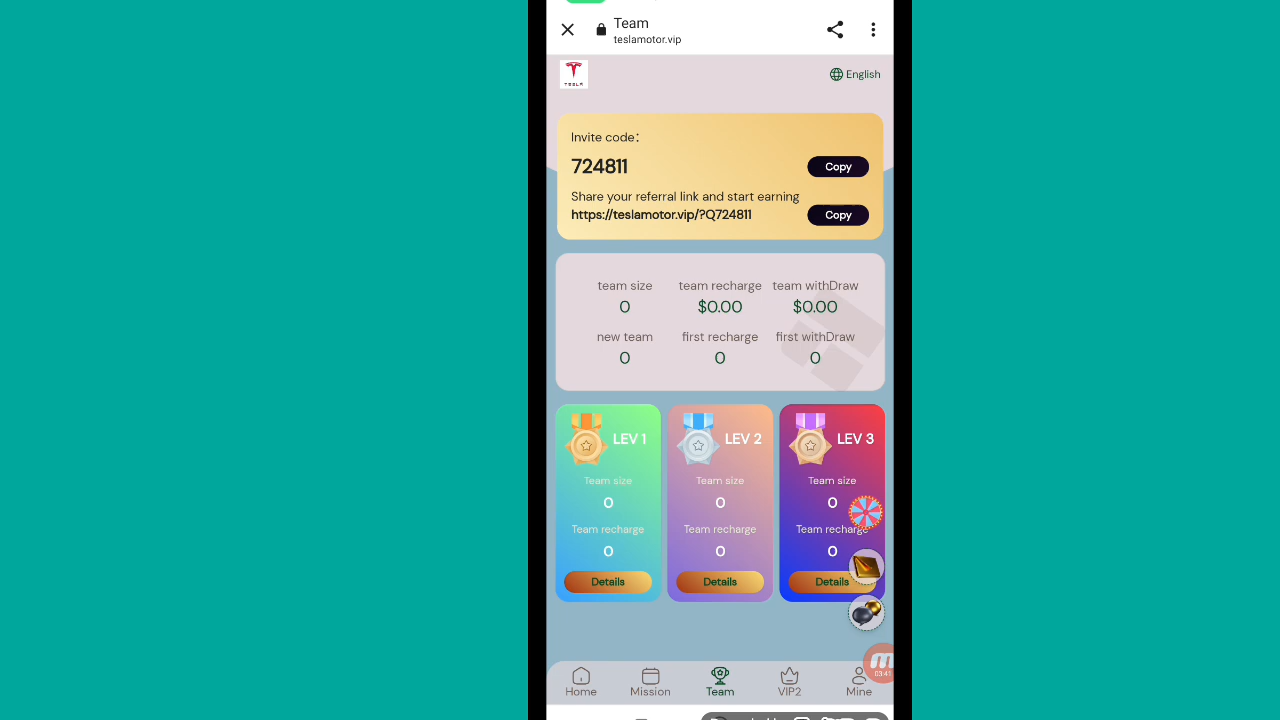 Team
teslamotor.vip
TESLA
English
Invite code:
724811
Copy
Share your referral link and start earning
https://teslamotor.vip/?Q724811
Copy
team size
team recharge
team withDraw
0
$0.00
$0.00
new team
first recharge
first withDraw
0
0
0
LEV 1
LEV 2
LEV 3
Team size
Team size
Team size
0
0
0
Team recharge
Team recharge
Team recharge
0
0
0
Details
Details
Details
03:41
Home
Mission
Team
VIP2
Mine